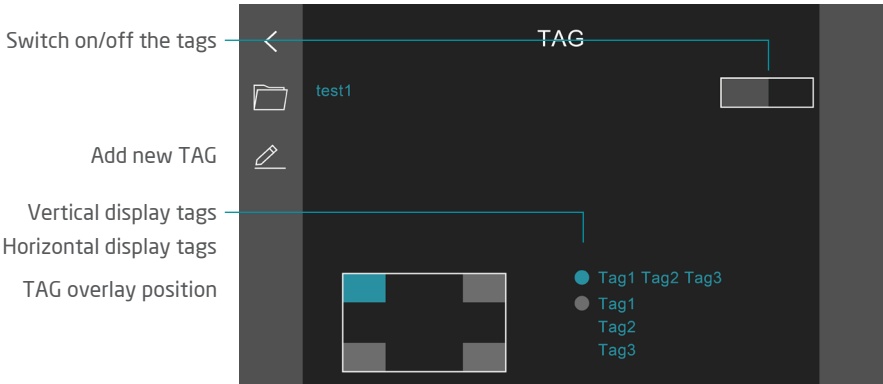 TAG
Switch on/off the tags
test1
Add new TAG
Vertical display tags
Horizontal display tags
TAG overlay position
Tag1 Tag2 Tag3
Tag1
Tag2
Tag3